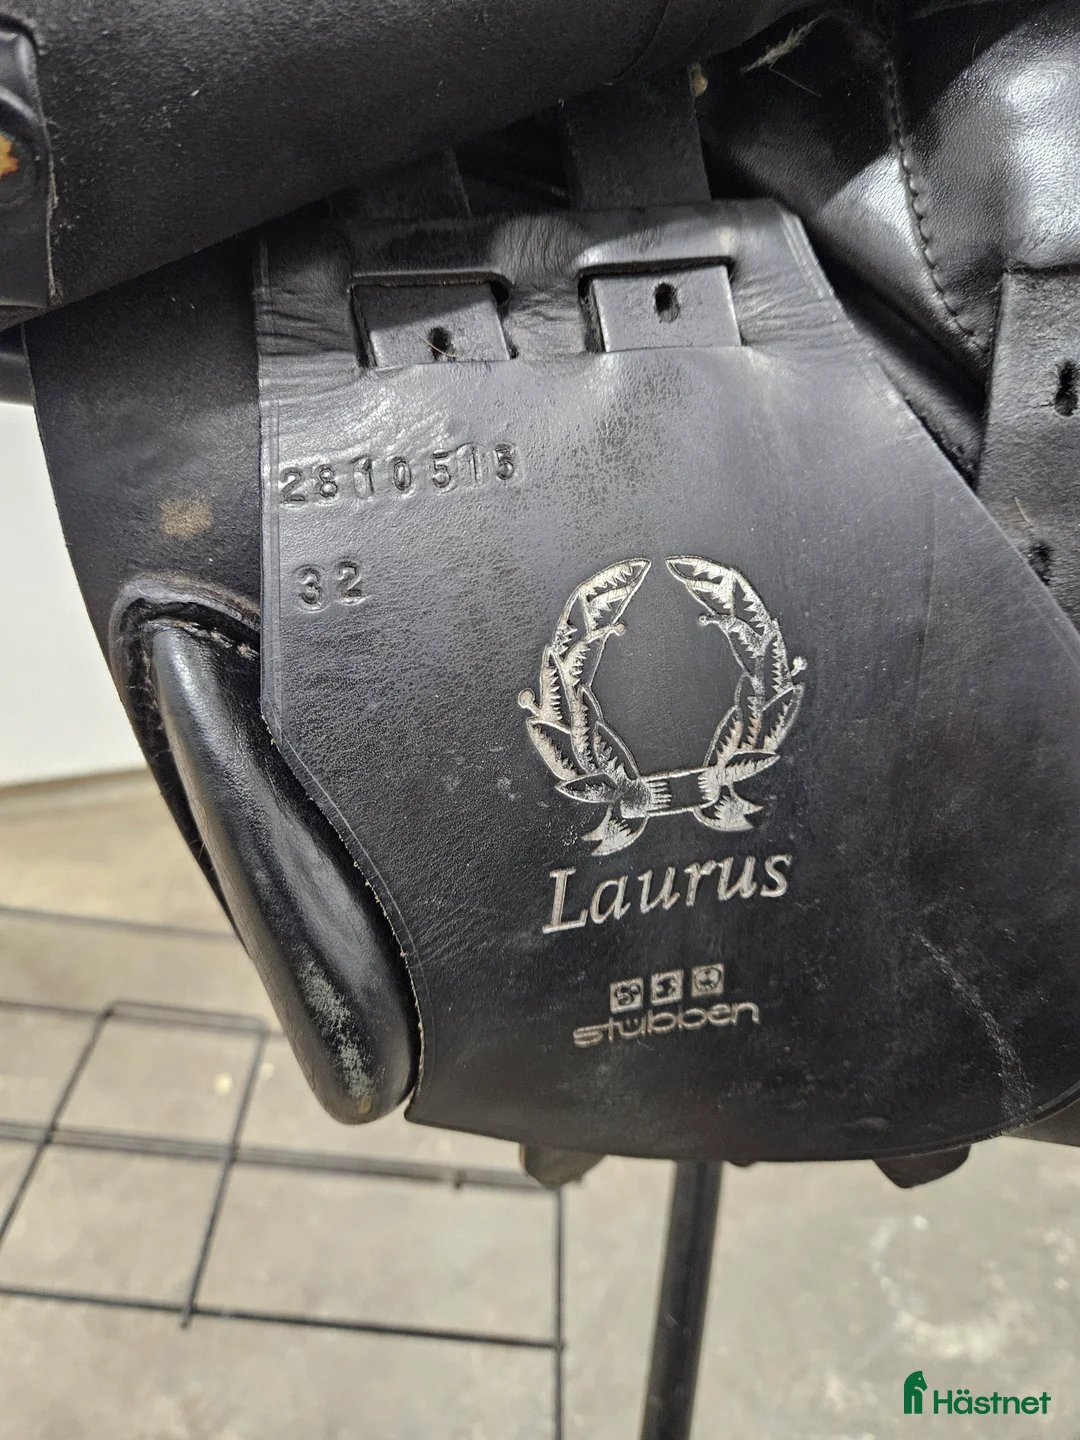 2810515
32
Laurus
stübben
Hästnet